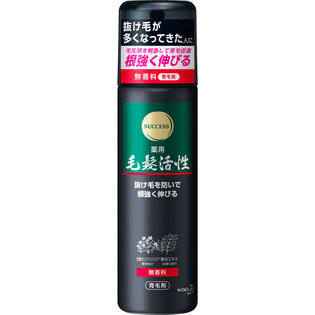 抜け毛が
多くなってきた人に
毛乳頭を刺激して育毛促進
根強く伸びる
無香料 育毛剤
SUCCESS
薬用
毛髪活性
抜け毛を防いで
根強く伸びる
無香料
育毛剤
KAO